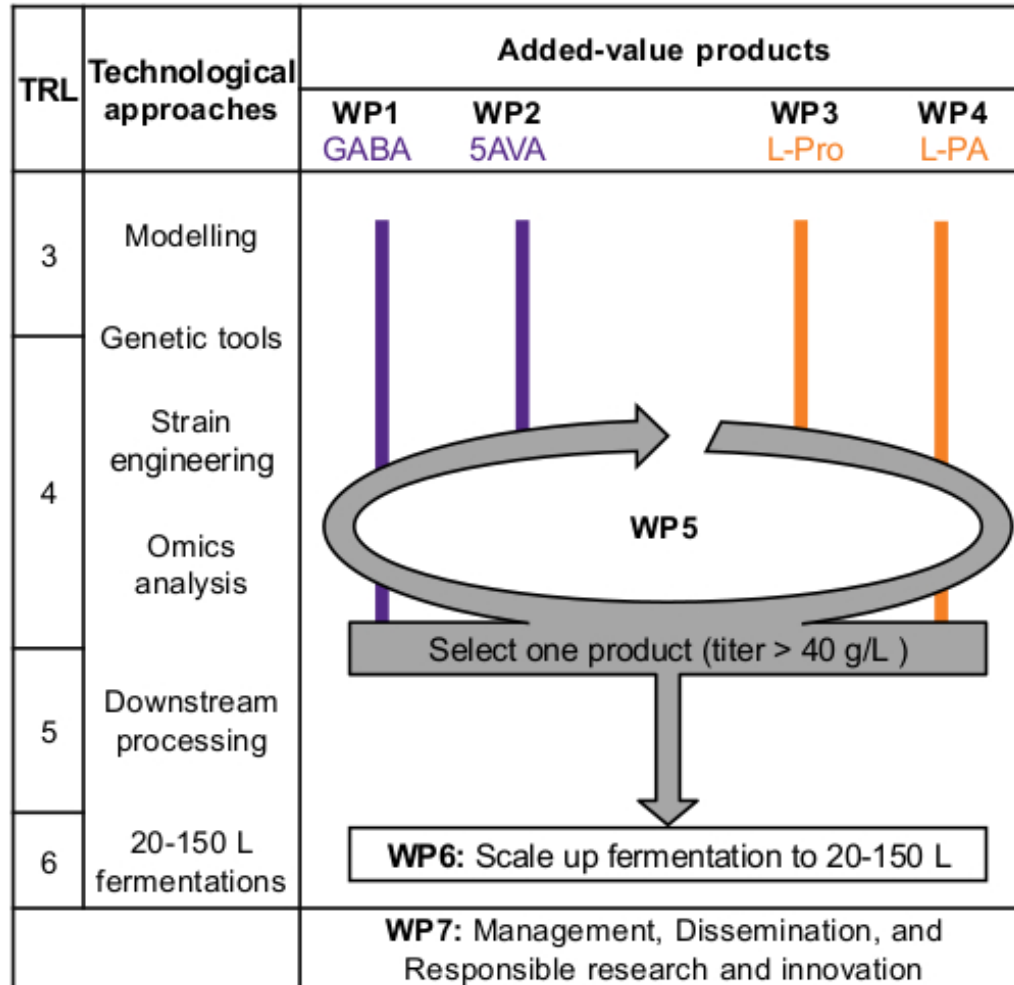 TRL
Technological
approaches
Added-value products
WP1
GABA
WP2
5AVA
WP3
L-Pro
WP4
L-PA
3
Modelling
Genetic tools
4
Strain
engineering
Omics
analysis
WP5
Select one product (titer > 40 g/L )
5
Downstream
processing
6
20-150 L
fermentations
WP6: Scale up fermentation to 20-150 L
WP7: Management, Dissemination, and
Responsible research and innovation